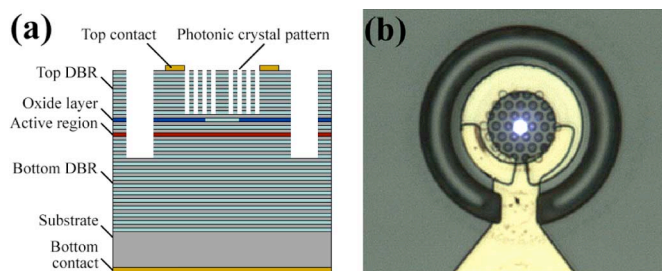 (a)
Top contact
Photonic crystal pattern
Top DBR
Oxide layer
Active region
Bottom DBR
Substrate
Bottom
contact
(b)